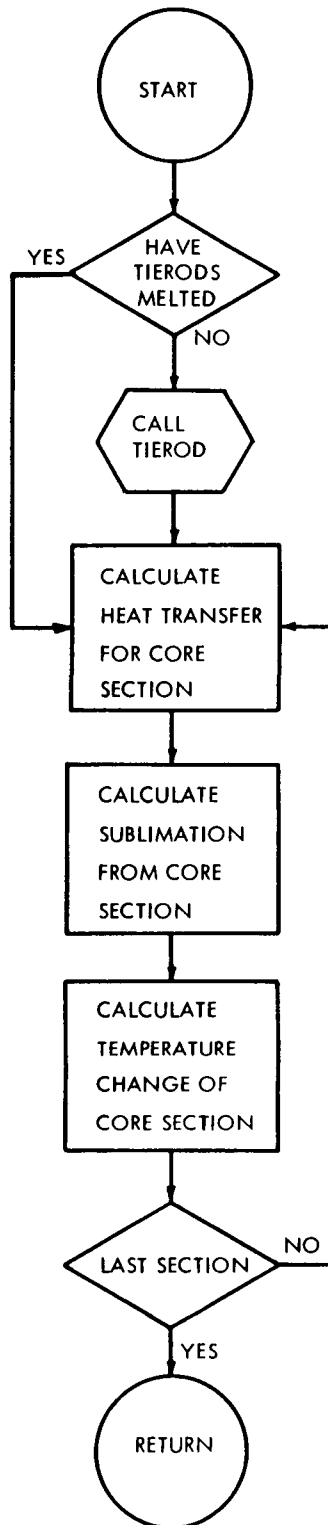 START
YES
HAVE
TIERODS
MELTED
NO
CALL
TIEROD
CALCULATE
HEAT TRANSFER
FOR CORE
SECTION
CALCULATE
SUBLIMATION
FROM CORE
SECTION
CALCULATE
TEMPERATURE
CHANGE OF
CORE SECTION
LAST SECTION
NO
YES
RETURN